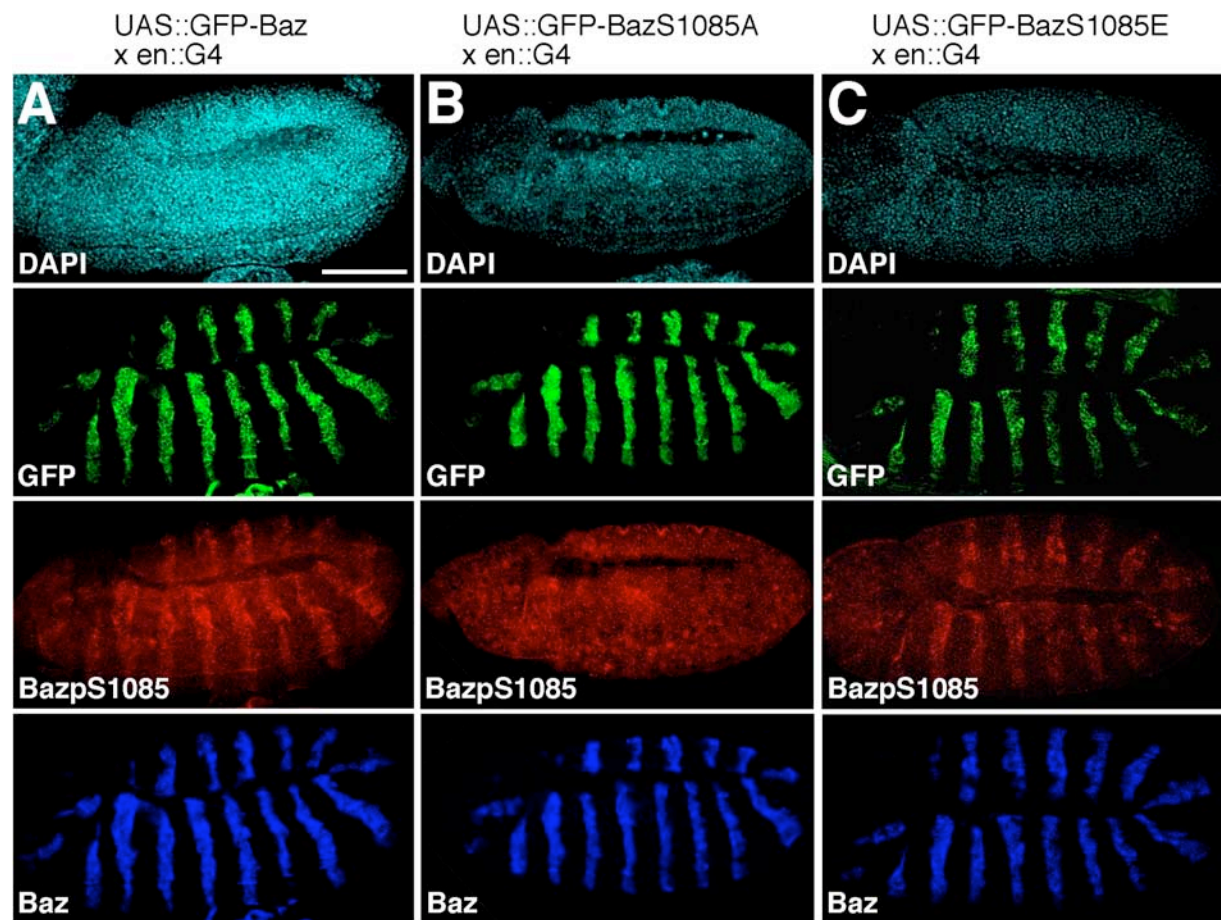 UAS::GFP-Baz
x en::G4
UAS::GFP-BazS1085A
x en::G4
UAS::GFP-BazS1085E
x en::G4
A
DAPI
B
DAPI
C
DAPI
GFP
GFP
GFP
BazpS1085
BazpS1085
BazpS1085
Baz
Baz
Baz